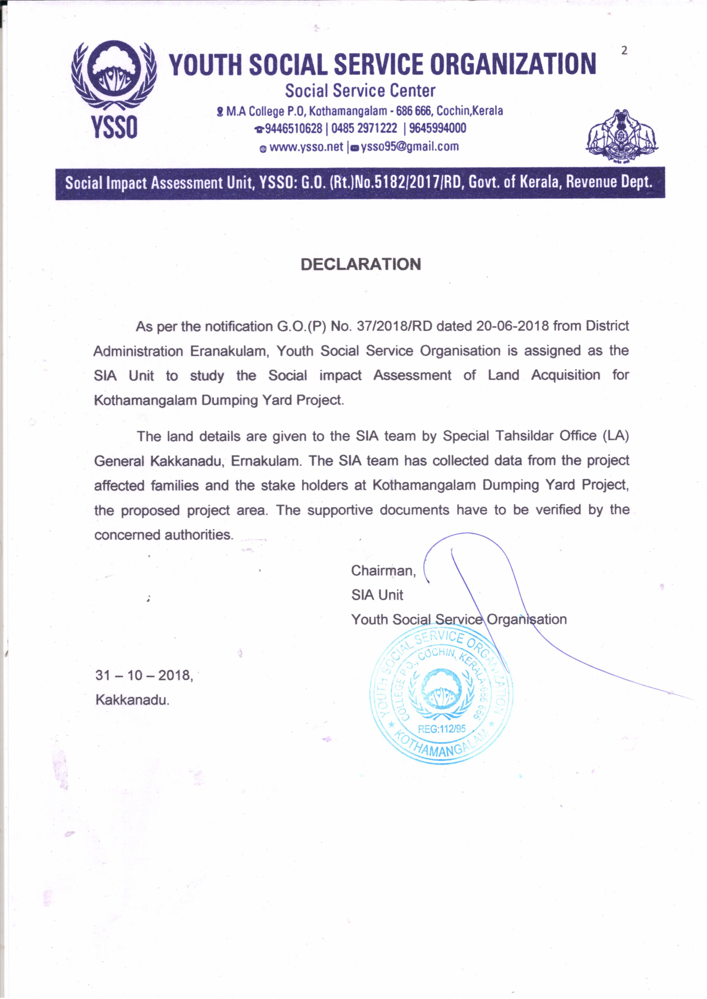 2
YOUTH SOCIAL SERVICE ORGANIZATION
Social Service Center
M.A College P.O, Kothamangalam - 686 666, Cochin,Kerala
9446510628 | 0485 2971222 | 9645994000
www.ysso.net | ysso95@gmail.com
YSSO
Social Impact Assessment Unit, YSSO: G.O. (Rt.)No.5182/2017/RD, Govt. of Kerala, Revenue Dept.
DECLARATION
As per the notification G.O.(P) No. 37/2018/RD dated 20-06-2018 from District
Administration Eranakulam, Youth Social Service Organisation is assigned as the
SIA Unit to study the Social impact Assessment of Land Acquisition for
Kothamangalam Dumping Yard Project.
The land details are given to the SIA team by Special Tahsildar Office (LA)
General Kakkanadu, Ernakulam. The SIA team has collected data from the project
affected families and the stake holders at Kothamangalam Dumping Yard Project,
the proposed project area. The supportive documents have to be verified by the
concerned authorities.
Chairman,
SIA Unit
Youth Social Service Organisation
YOUTH SOCIAL SERVICE ORGANIZATION
COLLEGE P.O., COCHIN, KERALA-686 666
REG:112/95
★ KOTHAMANGALAM ★
31 – 10 – 2018,
Kakkanadu.